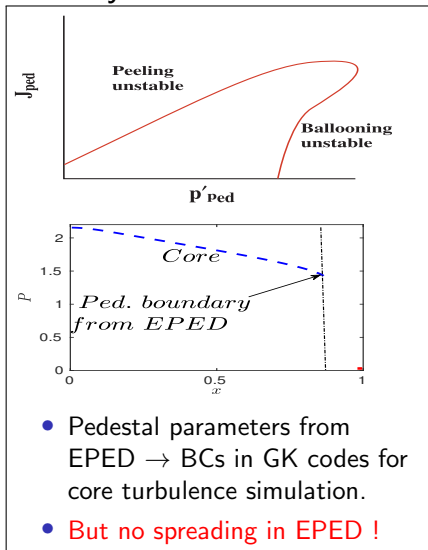 Peeling
unstable
J_ped
Ballooning
unstable
p'_Ped
2
1.5
1
0.5
0
P
Core
Ped. boundary
from EPED
0
0.5
1
x
• Pedestal parameters from
EPED → BCs in GK codes for
core turbulence simulation.
• But no spreading in EPED !